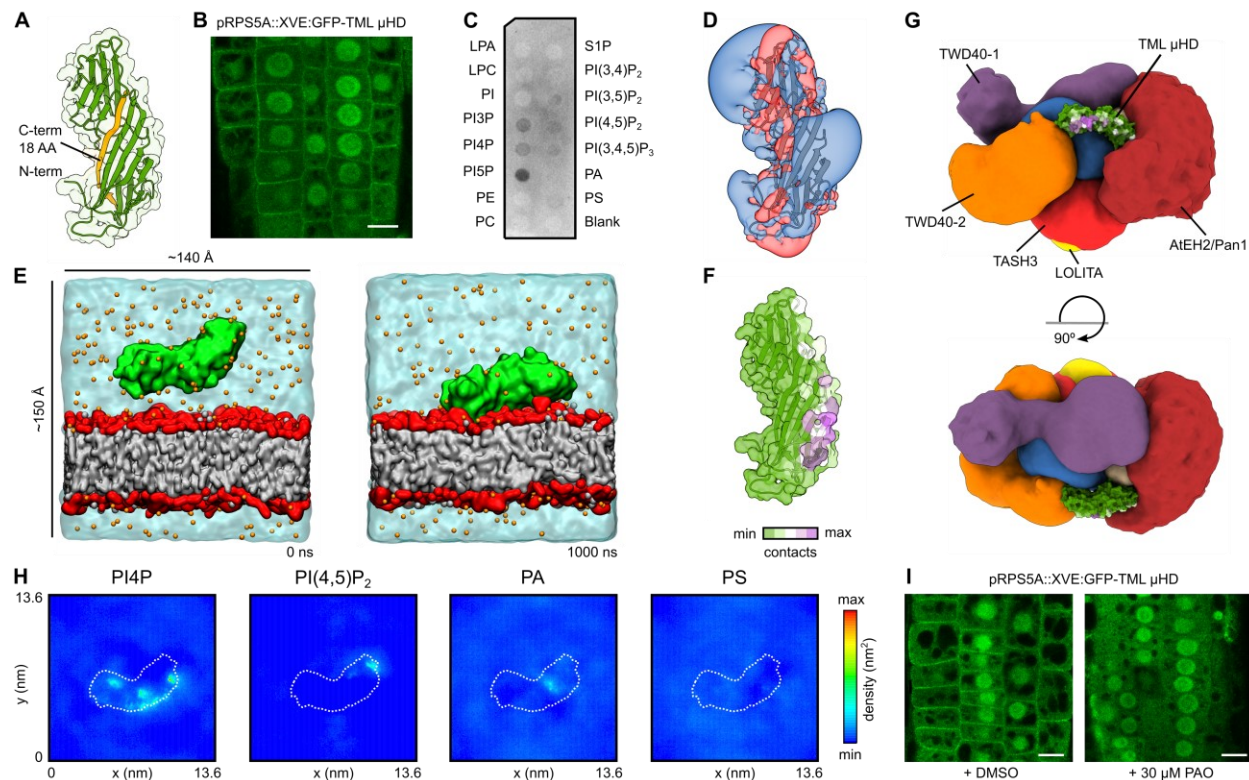 A
C-term
18 AA
N-term
B
pRPS5A::XVE:GFP-TML µHD
C
LPA
LPC
PI
PI3P
PI4P
PI5P
PE
PC
S1P
PI(3,4)P₂
PI(3,5)P₂
PI(4,5)P₂
PI(3,4,5)P₃
PA
PS
Blank
D
E
~140 Å
~150 Å
0 ns
1000 ns
F
min max
contacts
G
TWD40-1
TML µHD
TWD40-2
TASH3
LOLITA
AtEH2/Pan1
90º
H
PI4P
PI(4,5)P₂
PA
PS
13.6
y (nm)
0
0 x (nm) 13.6
x (nm) 13.6
x (nm) 13.6
x (nm) 13.6
max
density (nm²)
min
I
pRPS5A::XVE:GFP-TML µHD
+ DMSO
+ 30 µM PAO